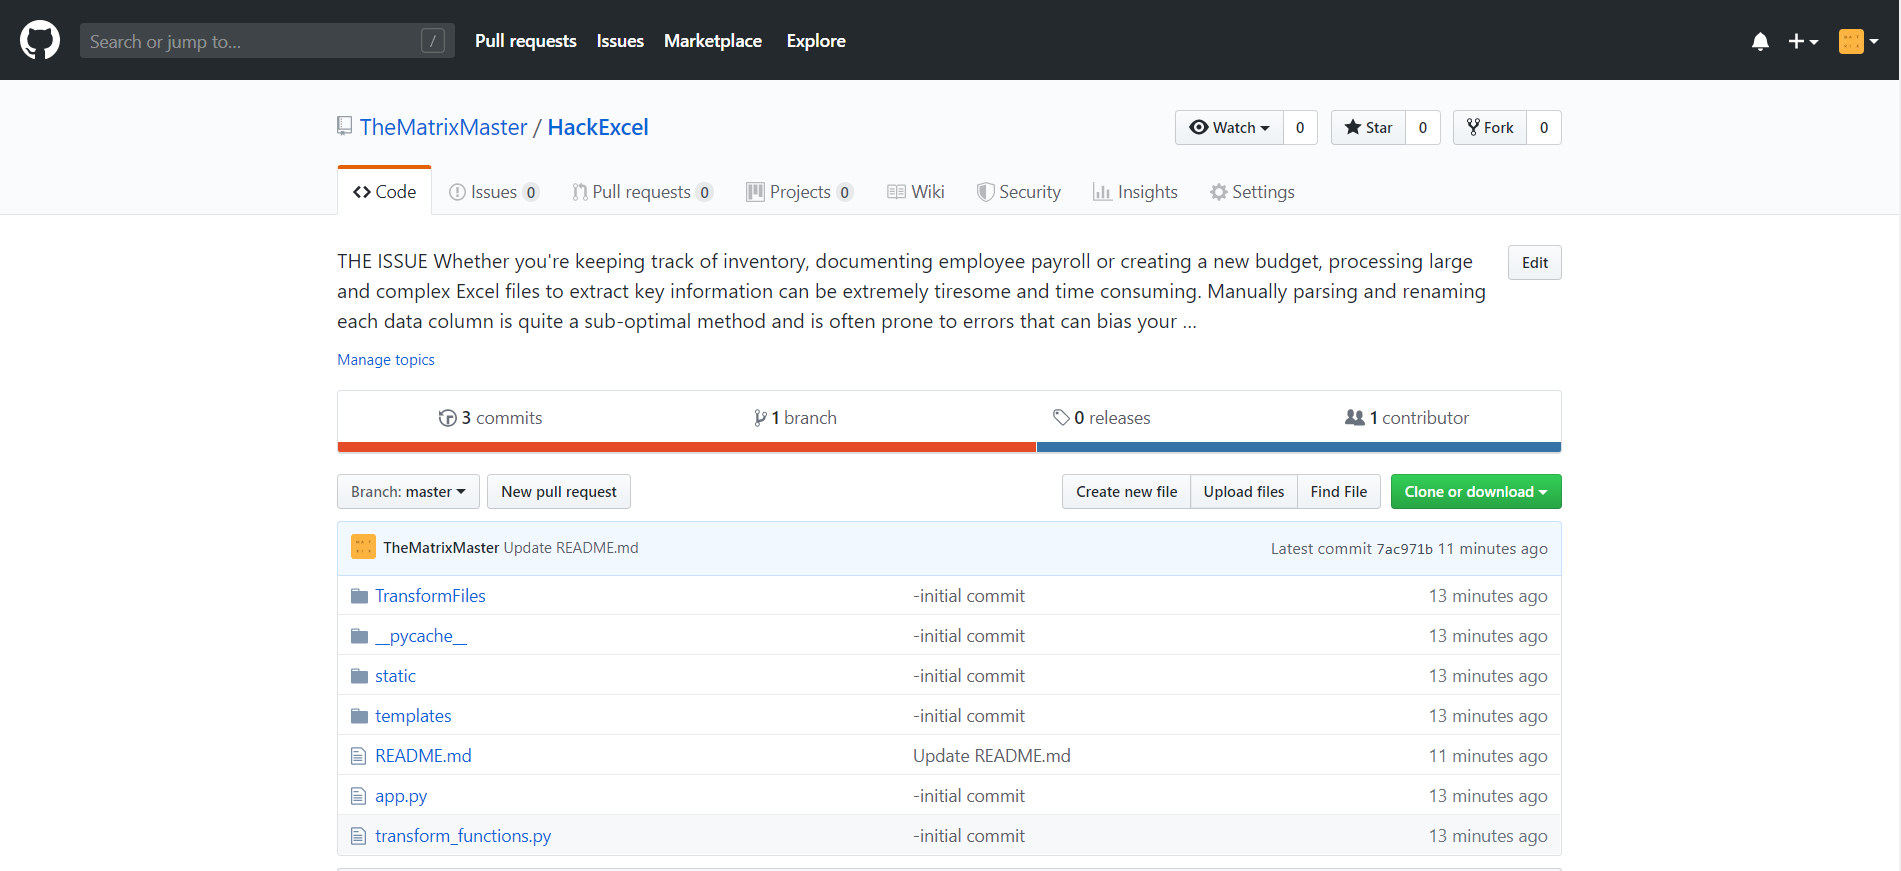 Search or jump to... /
Pull requests Issues Marketplace Explore
TheMatrixMaster / HackExcel
Watch 0 Star 0 Fork 0
Code Issues 0 Pull requests 0 Projects 0 Wiki Security Insights Settings
THE ISSUE Whether you're keeping track of inventory, documenting employee payroll or creating a new budget, processing large
and complex Excel files to extract key information can be extremely tiresome and time consuming. Manually parsing and renaming
each data column is quite a sub-optimal method and is often prone to errors that can bias your ...
Edit
Manage topics
3 commits 1 branch 0 releases 1 contributor
Branch: master New pull request Create new file Upload files Find File Clone or download
TheMatrixMaster Update README.md Latest commit 7ac971b 11 minutes ago
TransformFiles -initial commit 13 minutes ago
__pycache__ -initial commit 13 minutes ago
static -initial commit 13 minutes ago
templates -initial commit 13 minutes ago
README.md Update README.md 11 minutes ago
app.py -initial commit 13 minutes ago
transform_functions.py -initial commit 13 minutes ago